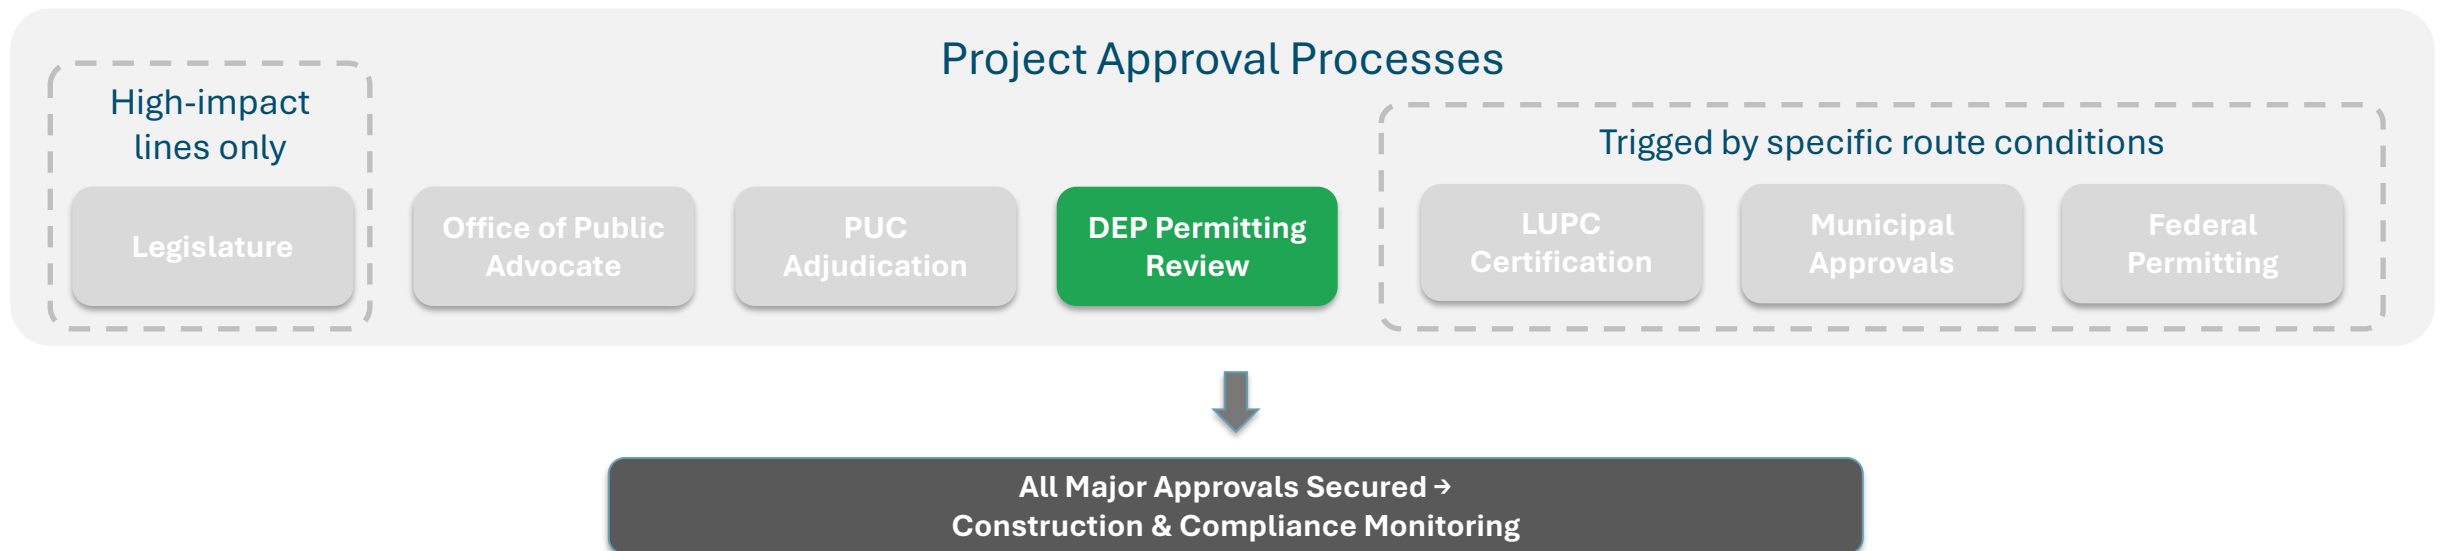 Project Approval Processes
High-impact
lines only
Legislature
Office of Public
Advocate
PUC
Adjudication
DEP Permitting
Review
Trigged by specific route conditions
LUPC
Certification
Municipal
Approvals
Federal
Permitting
All Major Approvals Secured →
Construction & Compliance Monitoring